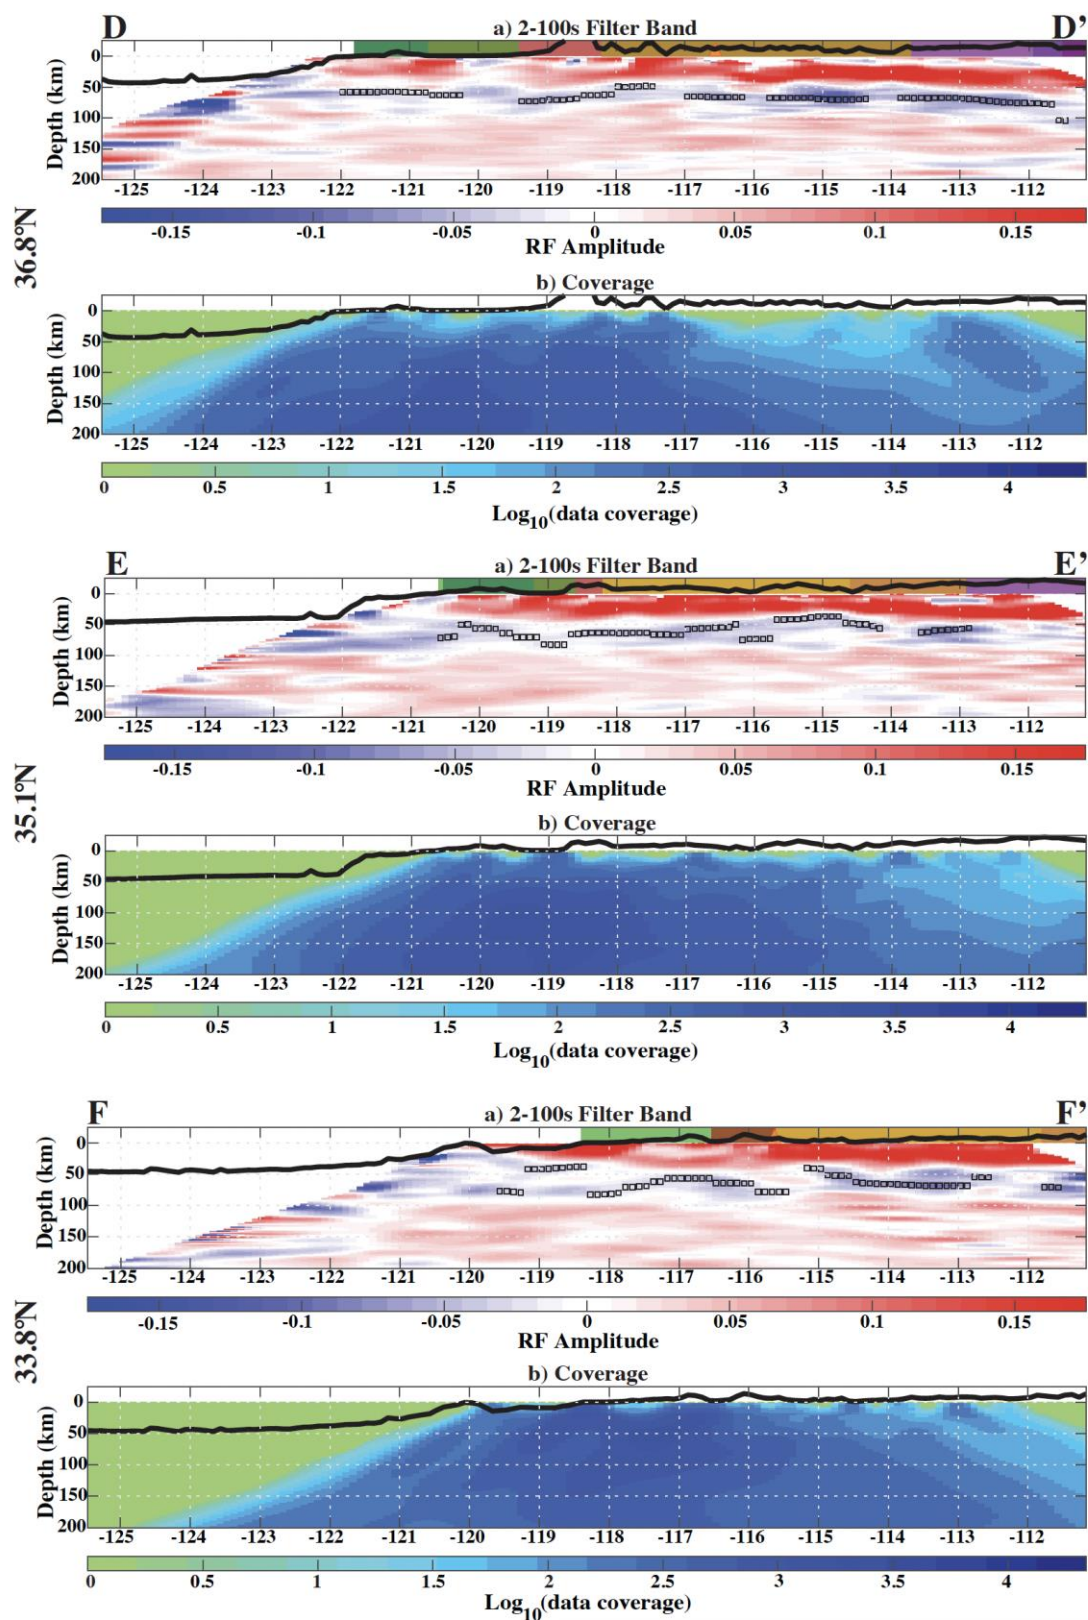 D D'
a) 2-100s Filter Band
0
50
100
150
200
Depth (km)
-125 -124 -123 -122 -121 -120 -119 -118 -117 -116 -115 -114 -113 -112
-0.15 -0.1 -0.05 0 0.05 0.1 0.15
RF Amplitude
36.8°N
b) Coverage
0
50
100
150
200
Depth (km)
-125 -124 -123 -122 -121 -120 -119 -118 -117 -116 -115 -114 -113 -112
0 0.5 1 1.5 2 2.5 3 3.5 4
Log10(data coverage)
E E'
a) 2-100s Filter Band
0
50
100
150
200
Depth (km)
-125 -124 -123 -122 -121 -120 -119 -118 -117 -116 -115 -114 -113 -112
-0.15 -0.1 -0.05 0 0.05 0.1 0.15
RF Amplitude
35.1°N
b) Coverage
0
50
100
150
200
Depth (km)
-125 -124 -123 -122 -121 -120 -119 -118 -117 -116 -115 -114 -113 -112
0 0.5 1 1.5 2 2.5 3 3.5 4
Log10(data coverage)
F F'
a) 2-100s Filter Band
0
50
100
150
200
Depth (km)
-125 -124 -123 -122 -121 -120 -119 -118 -117 -116 -115 -114 -113 -112
-0.15 -0.1 -0.05 0 0.05 0.1 0.15
RF Amplitude
33.8°N
b) Coverage
0
50
100
150
200
Depth (km)
-125 -124 -123 -122 -121 -120 -119 -118 -117 -116 -115 -114 -113 -112
0 0.5 1 1.5 2 2.5 3 3.5 4
Log10(data coverage)